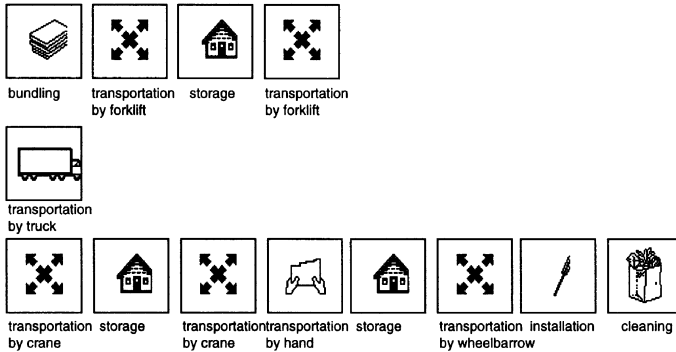 bundling transportation storage transportation
by forklift by forklift
transportation
by truck
transportation storage transportation transportation storage transportation installation cleaning
by crane by crane by hand by wheelbarrow